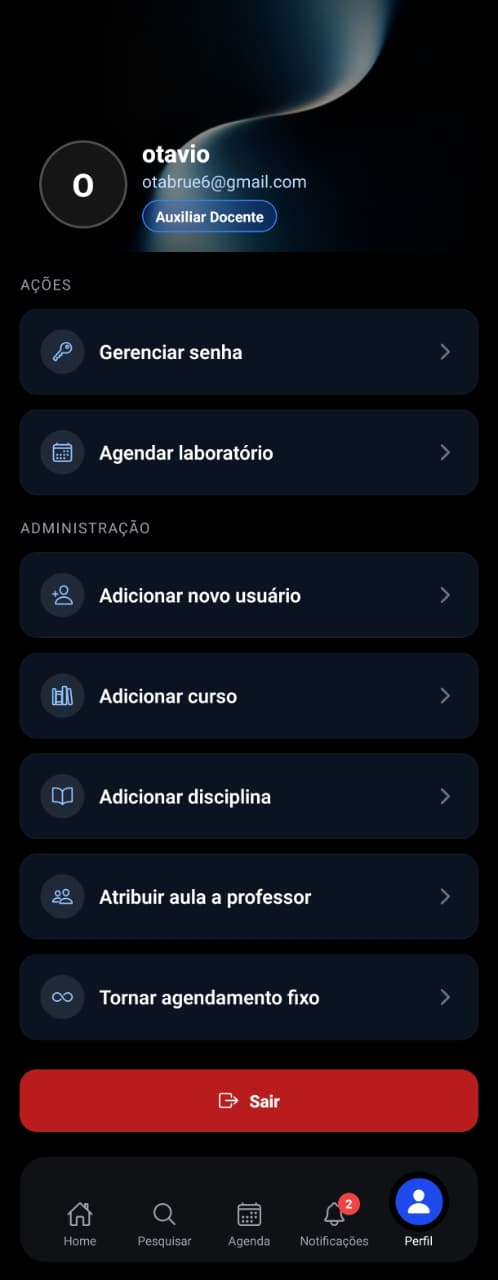 O
otavio
otabrue6@gmail.com
Auxiliar Docente
AÇÕES
Gerenciar senha
Agendar laboratório
ADMINISTRAÇÃO
Adicionar novo usuário
Adicionar curso
Adicionar disciplina
Atribuir aula a professor
Tornar agendamento fixo
Sair
2
Home
Pesquisar
Agenda
Notificações
Perfil